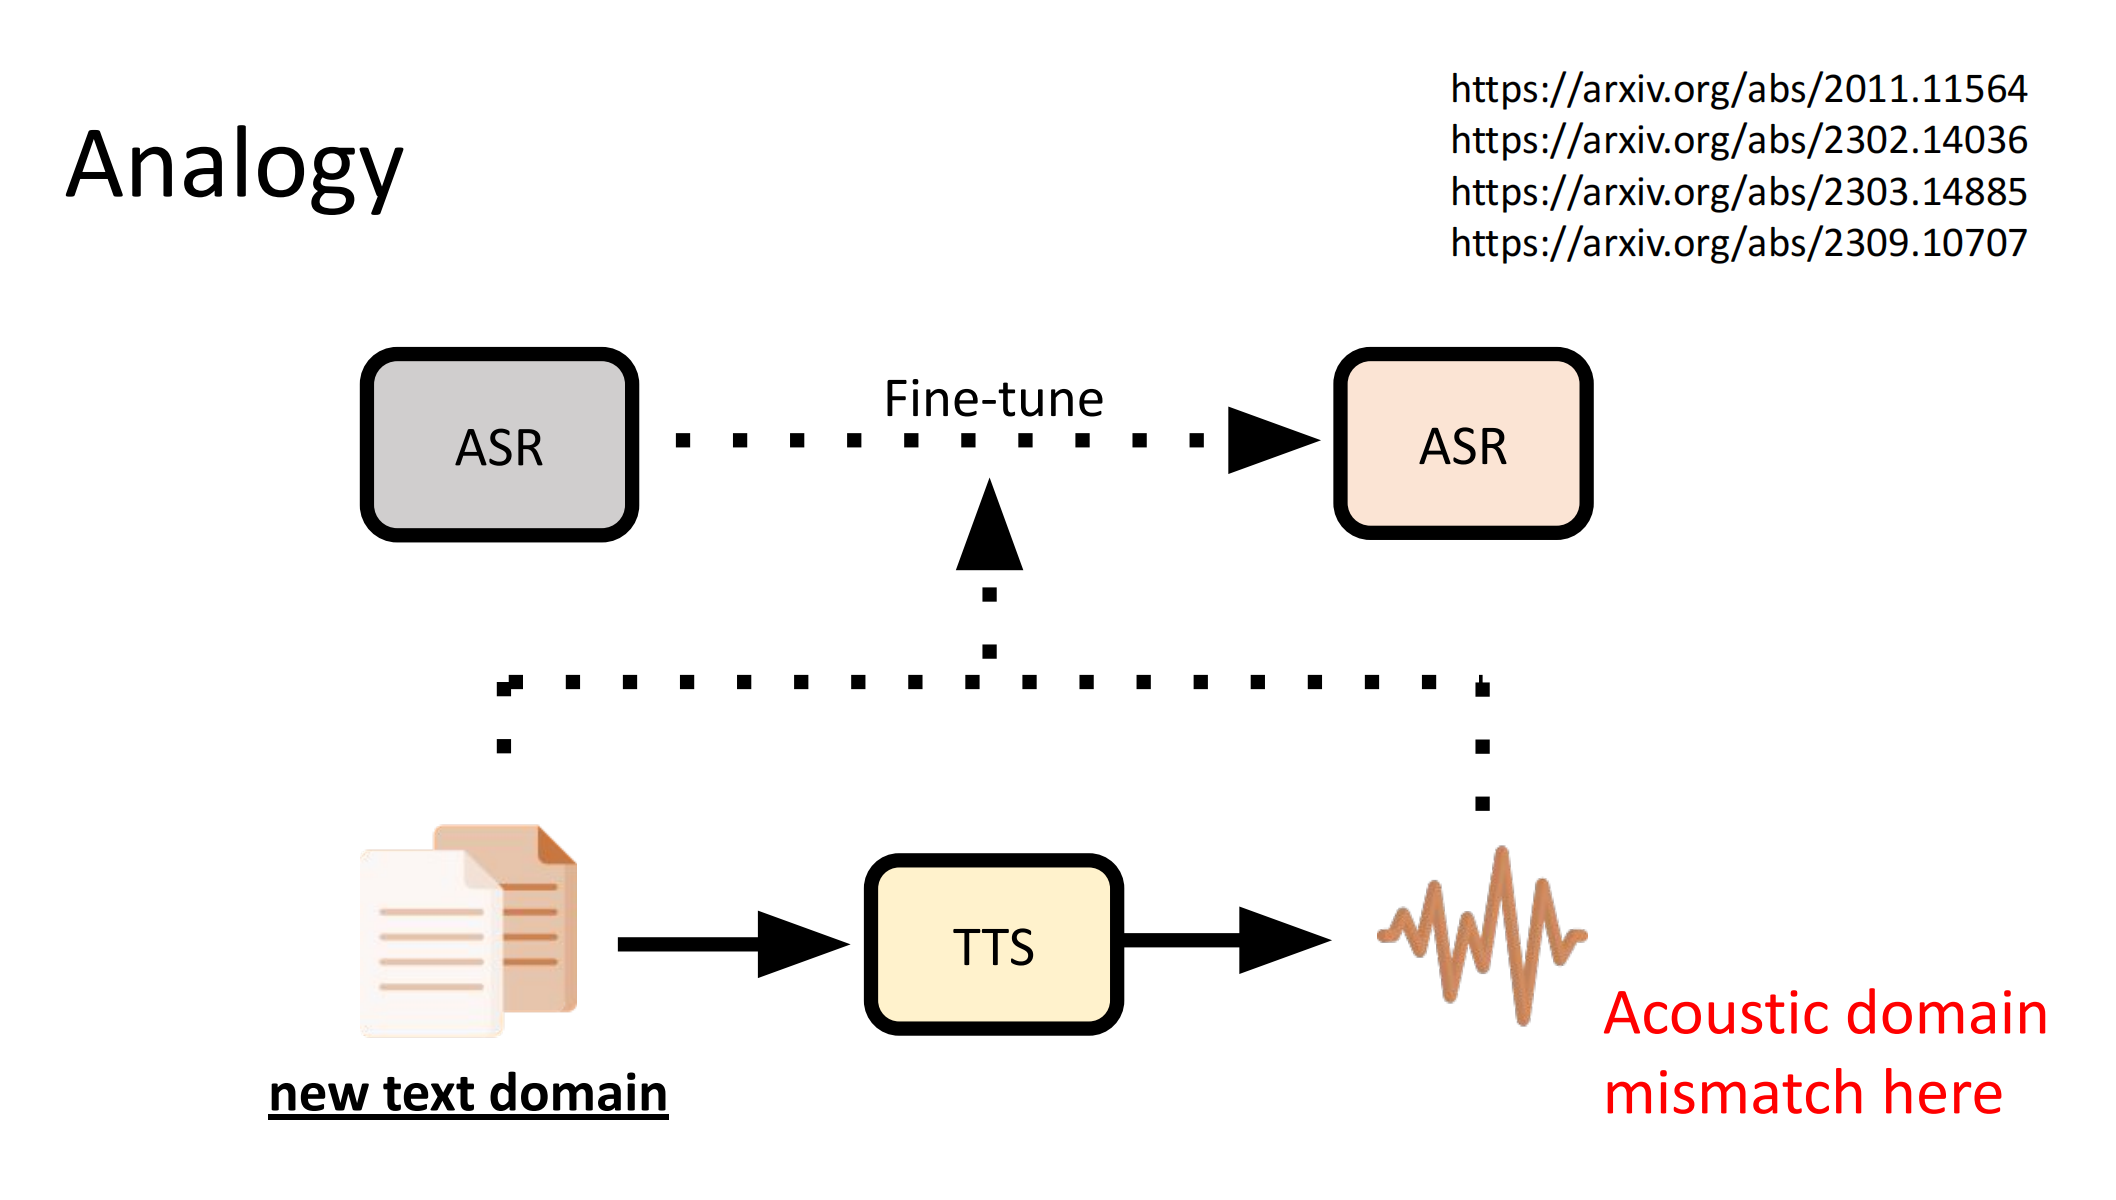 Analogy
https://arxiv.org/abs/2011.11564
https://arxiv.org/abs/2302.14036
https://arxiv.org/abs/2303.14885
https://arxiv.org/abs/2309.10707
ASR
Fine-tune
ASR
TTS
new text domain
Acoustic domain
mismatch here